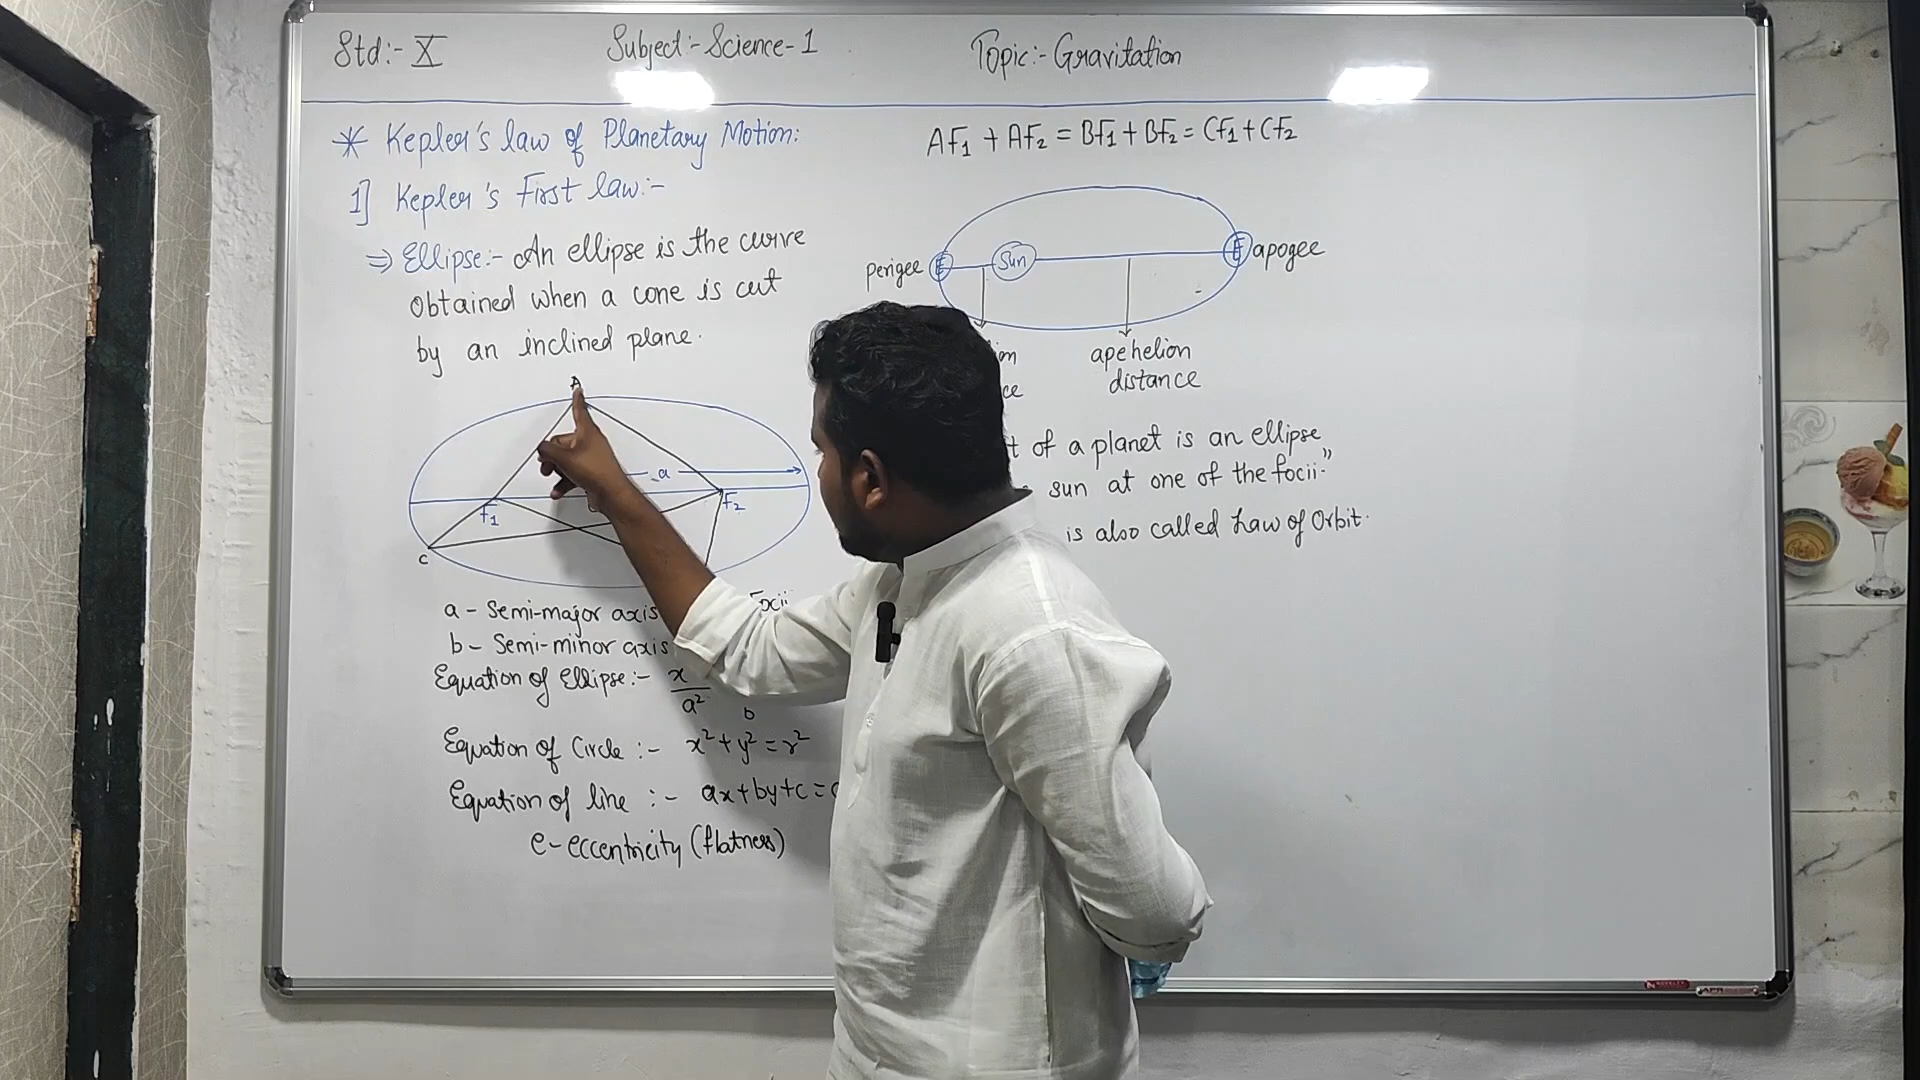 Std:- X
Subject:- Science-1
Topic:- Gravitation
* Kepler's law of Planetary Motion:
1] Kepler's First law:-
⇒ Ellipse:- An ellipse is the curve
obtained when a cone is cut
by an inclined plane.
A
a
F1
F2
C
a - Semi-major axis
b - Semi-minor axis
Focii
Equation of Ellipse:- x
a²
b
Equation of Circle :- x² + y² = r²
Equation of line :- ax+by+c=
e- eccentricity (flatness)
AF1 + AF2 = BF1 + BF2 = CF1 + CF2
perigee E Sun E apogee
apehelion
distance
of a planet is an ellipse
sun at one of the focii."
is also called Law of Orbit.